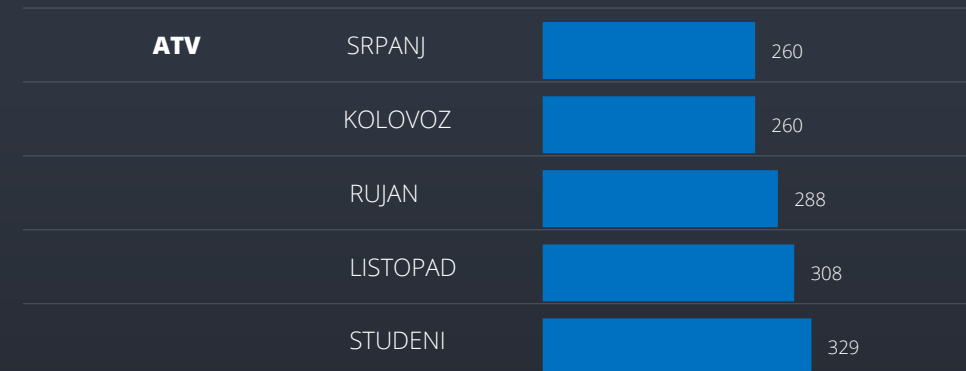 ATV SRPANJ 260
KOLOVOZ 260
RUJAN 288
LISTOPAD 308
STUDENI 329